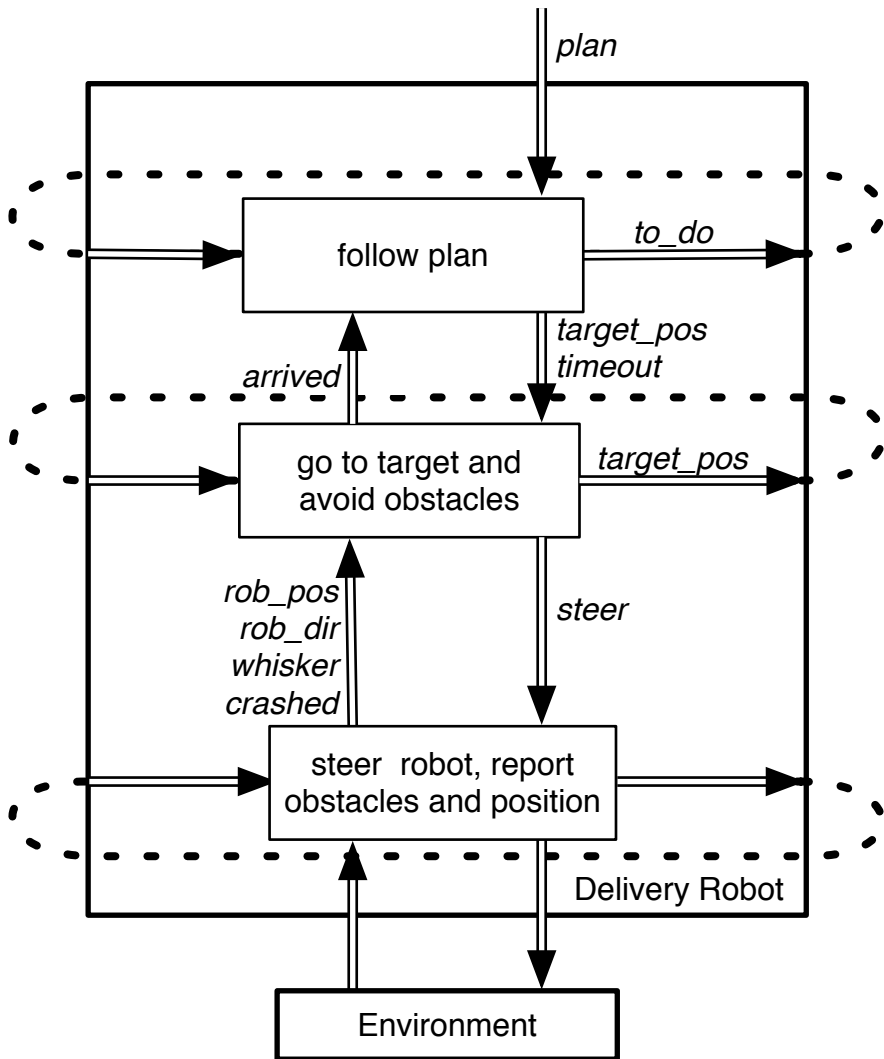 plan
follow plan
to_do
target_pos
timeout
arrived
go to target and
avoid obstacles
target_pos
rob_pos
rob_dir
whisker
crashed
steer
steer robot, report
obstacles and position
Delivery Robot
Environment